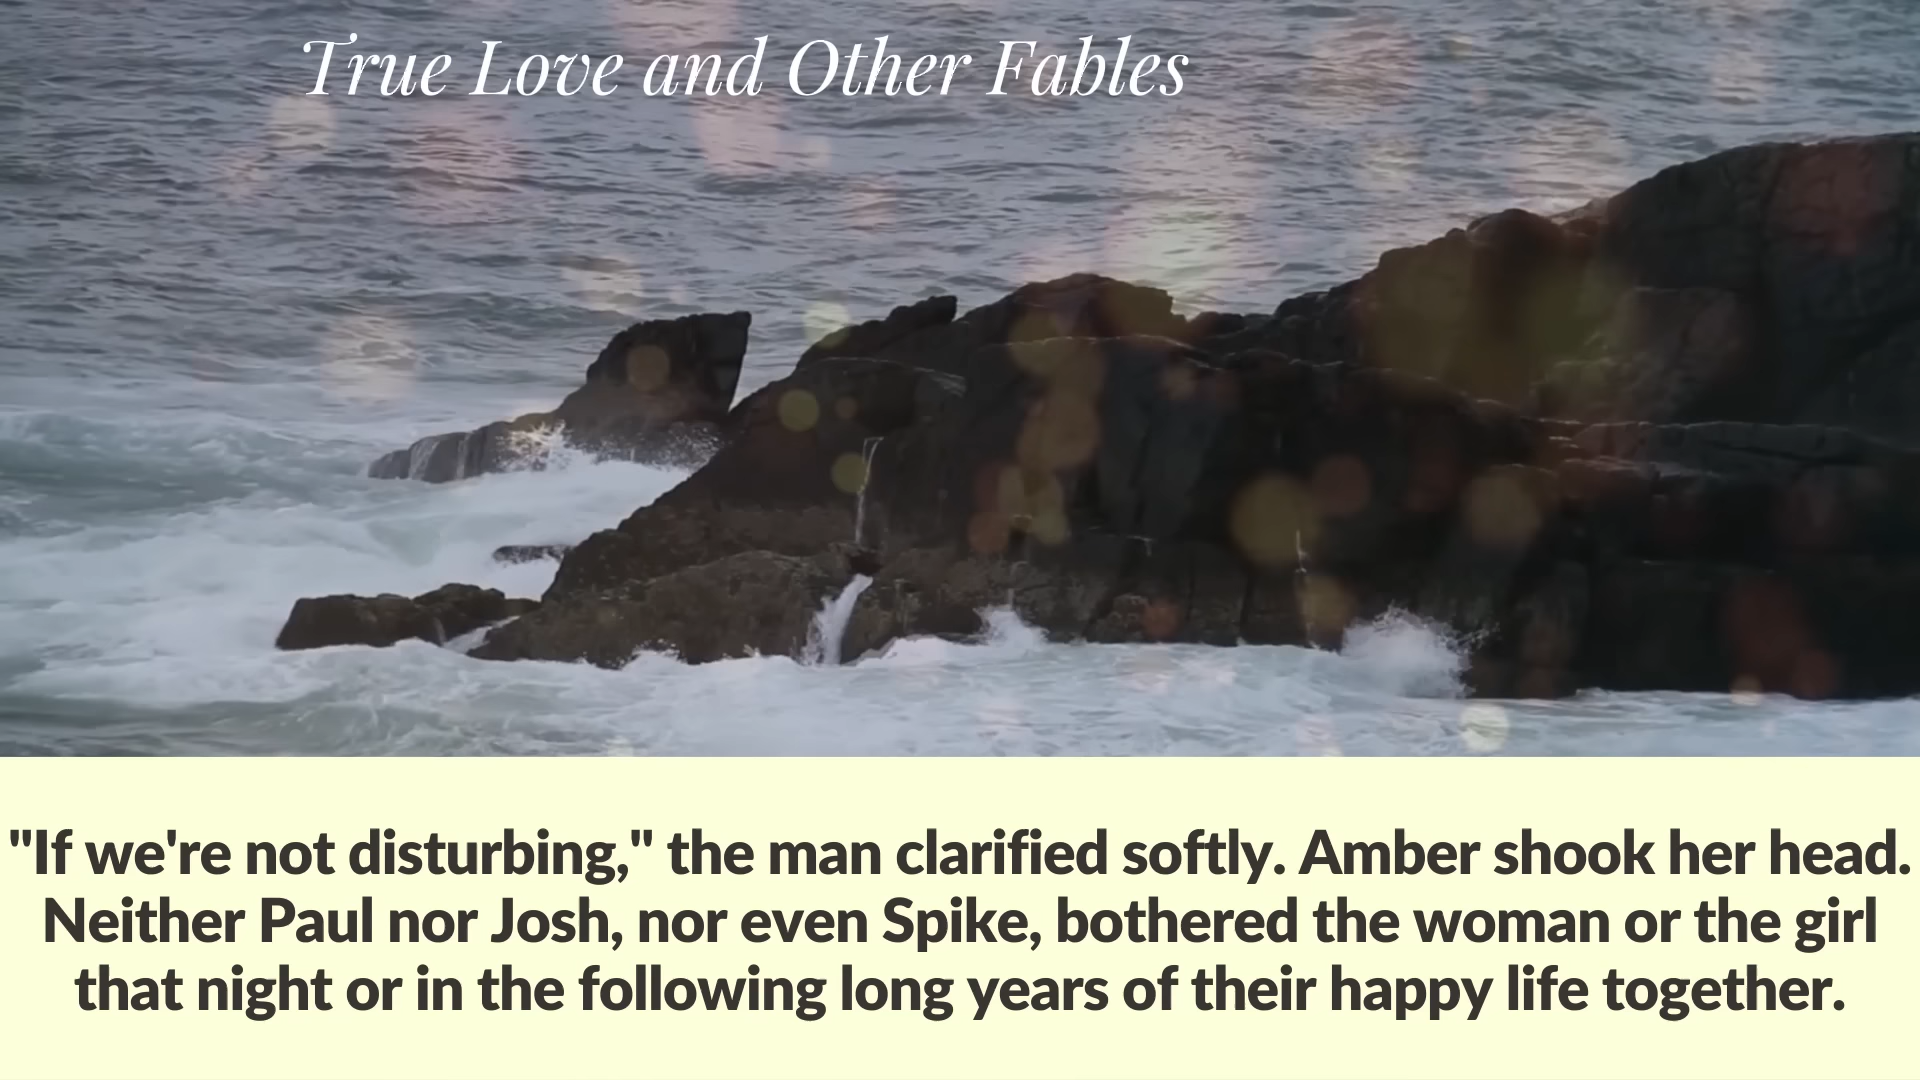 True Love and Other Fables
"If we're not disturbing," the man clarified softly. Amber shook her head.
Neither Paul nor Josh, nor even Spike, bothered the woman or the girl
that night or in the following long years of their happy life together.